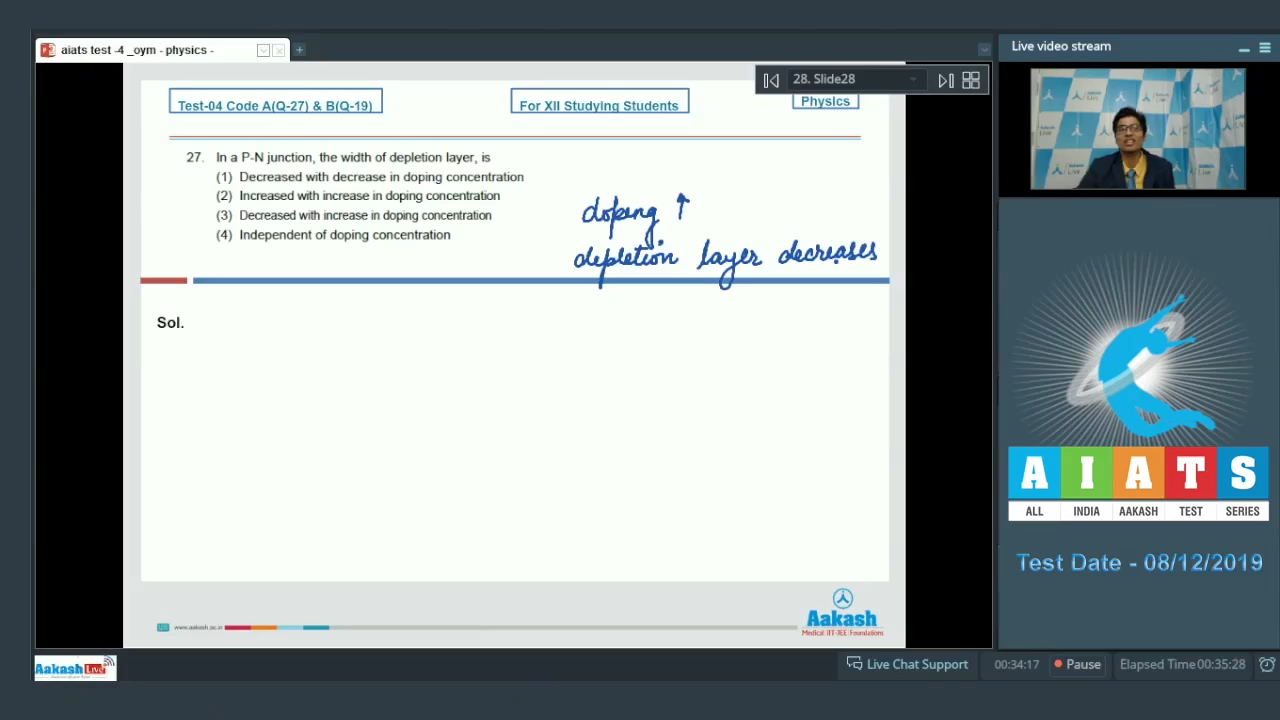 aiats test -4 _oym - physics -
Live video stream
28. Slide28
Test-04 Code A(Q-27) & B(Q-19)
For XII Studying Students
Physics
27. In a P-N junction, the width of depletion layer, is
(1) Decreased with decrease in doping concentration
(2) Increased with increase in doping concentration
(3) Decreased with increase in doping concentration
(4) Independent of doping concentration
doping ↑
depletion layer decreases
Sol.
A I A T S
ALL INDIA AAKASH TEST SERIES
Test Date - 08/12/2019
www.aakash.ac.in
Aakash
Medical | IIT-JEE | Foundations
Aakash Live
Live Chat Support
00:34:17
Pause
Elapsed Time 00:35:28